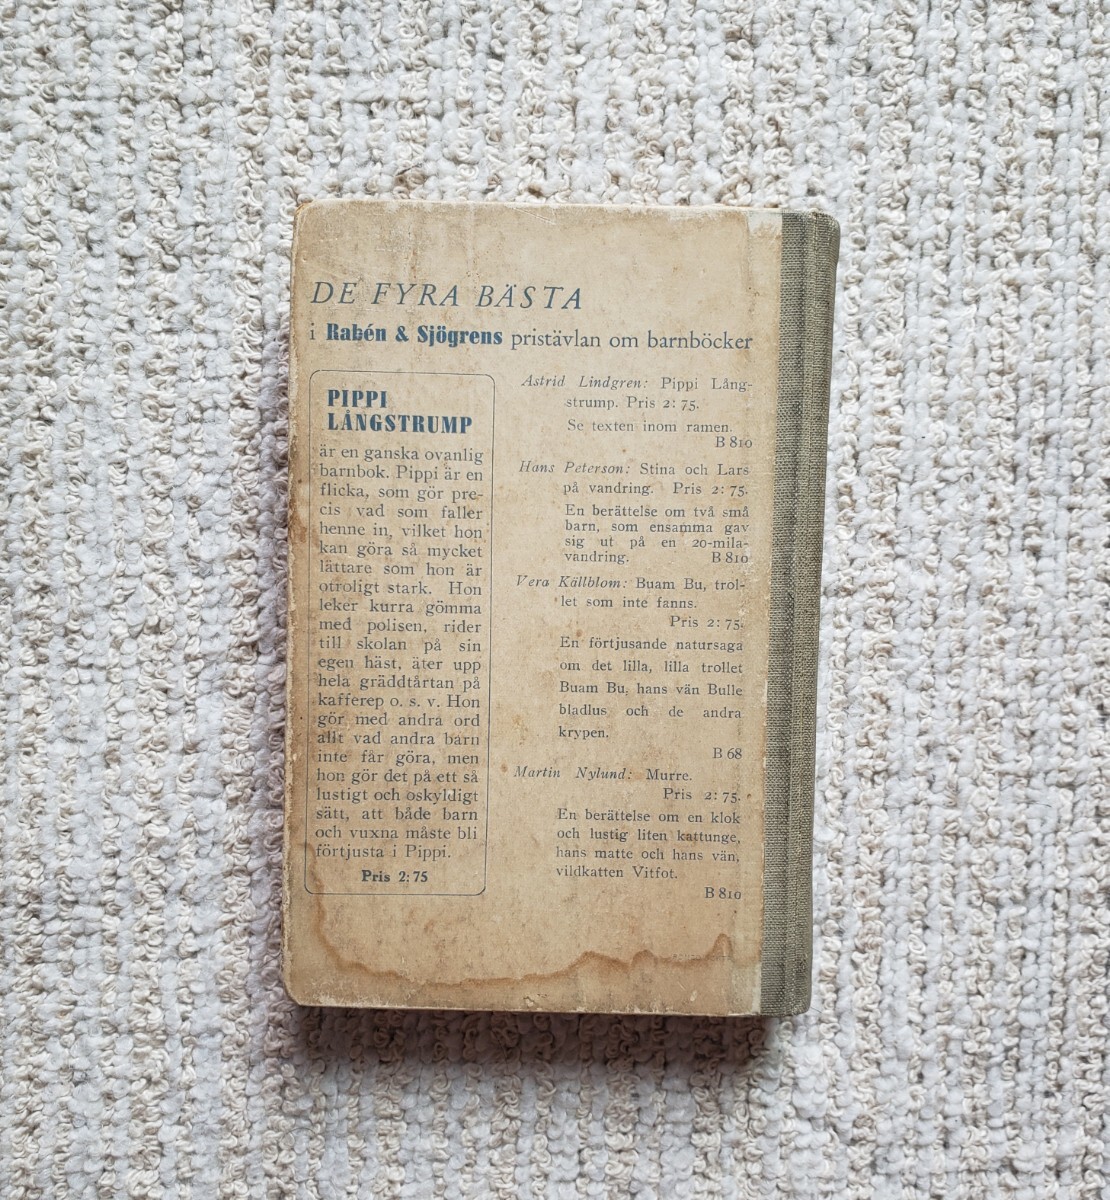 DE FYRA BÄSTA
i Rabén & Sjögrens pristävlan om barnböcker
PIPPI
LÅNGSTRUMP
är en ganska ovanlig
barnbok. Pippi är en
flicka, som gör pre-
cis vad som faller
henne in, vilket hon
kan göra så mycket
lättare som hon är
otroligt stark. Hon
leker kurra gömma
med polisen, rider
till skolan på sin
egen häst, äter upp
hela gräddtårtan på
kafferep o. s. v. Hon
gör med andra ord
allt vad andra barn
inte får göra, men
hon gör det på ett så
lustigt och oskyldigt
sätt, att både barn
och vuxna måste bli
förtjusta i Pippi.
Pris 2:75
Astrid Lindgren: Pippi Lång-
strump. Pris 2:75.
Se texten inom ramen.
B 810
Hans Peterson: Stina och Lars
på vandring. Pris 2:75.
En berättelse om två små
barn, som ensamma gav
sig ut på en 20-mila-
vandring. B 810
Vera Källblom: Buam Bu, trol-
let som inte fanns.
Pris 2:75.
En förtjusande natursaga
om det lilla, lilla trollet
Buam Bu, hans vän Bulle
bladlus och de andra
krypen.
B 68
Martin Nylund: Murre.
Pris 2:75.
En berättelse om en klok
och lustig liten kattunge,
hans matte och hans vän,
vildkatten Vitfot.
B 810